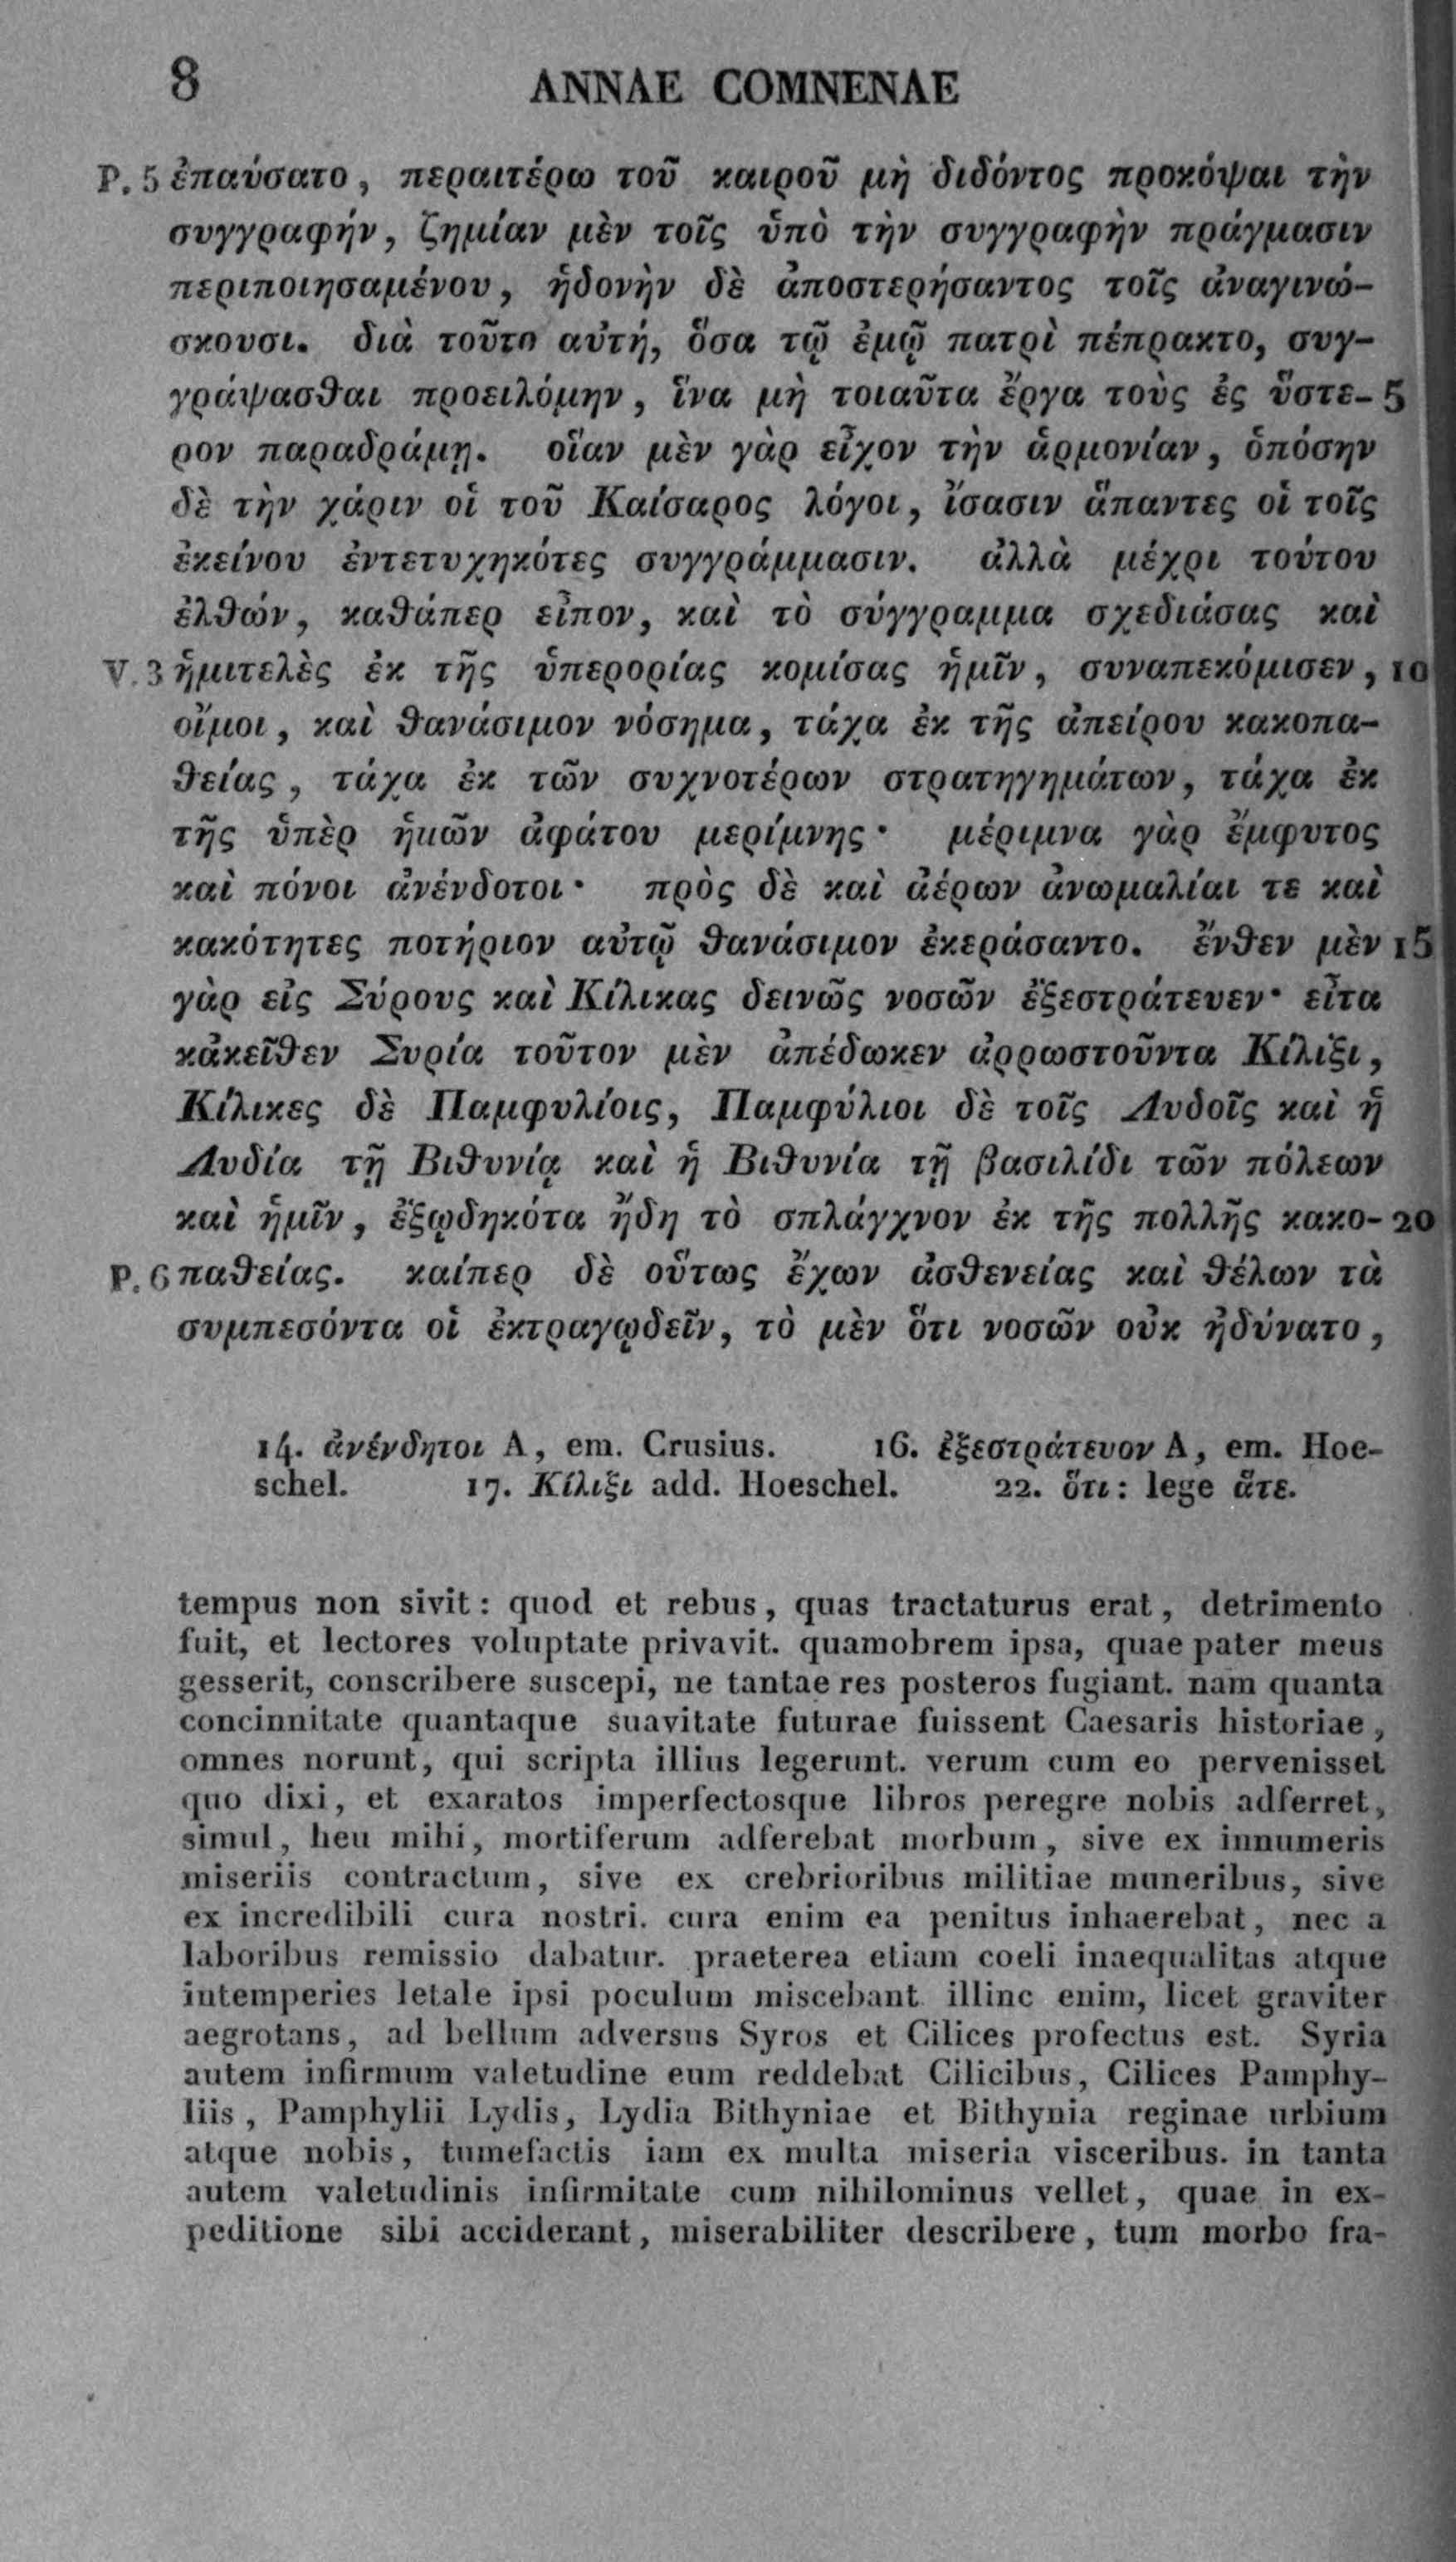 8 ANNAE COMNENAE
P. 5 ἐπαύσατο, περαιτέρω τοῦ καιροῦ μὴ διδόντος προκόψαι τὴν
συγγραφήν, ζημίαν μὲν τοῖς ὑπὸ τὴν συγγραφὴν πράγμασιν
περιποιησαμένου, ἡδονὴν δὲ ἀποστερήσαντος τοῖς ἀναγινώ-
σκουσι. διὰ τοῦτο αὐτή, ὅσα τῷ ἐμῷ πατρὶ πέπρακτο, συγ-
γράψασθαι προειλόμην, ἵνα μὴ τοιαῦτα ἔργα τοὺς ἐς ὕστε- 5
ρον παραδράμῃ. οἵαν μὲν γὰρ εἶχον τὴν ἁρμονίαν, ὁπόσην
δὲ τὴν χάριν οἱ τοῦ Καίσαρος λόγοι, ἴσασιν ἅπαντες οἱ τοῖς
ἐκείνου ἐντετυχηκότες συγγράμμασιν. ἀλλὰ μέχρι τούτου
ἐλθών, καθάπερ εἶπον, καὶ τὸ σύγγραμμα σχεδιάσας καὶ
V. 3 ἡμιτελὲς ἐκ τῆς ὑπερορίας κομίσας ἡμῖν, συναπεκόμισεν, 10
οἴμοι, καὶ θανάσιμον νόσημα, τάχα ἐκ τῆς ἀπείρου κακοπα-
θείας, τάχα ἐκ τῶν συχνοτέρων στρατηγημάτων, τάχα ἐκ
τῆς ὑπὲρ ἡμῶν ἀφάτου μερίμνης· μέριμνα γὰρ ἔμφυτος
καὶ πόνοι ἀνένδοτοι· πρὸς δὲ καὶ ἀέρων ἀνωμαλίαι τε καὶ
κακότητες ποτήριον αὐτῷ θανάσιμον ἐκεράσαντο. ἔνθεν μὲν 15
γὰρ εἰς Σύρους καὶ Κίλικας δεινῶς νοσῶν ἐξεστράτευεν· εἶτα
κἀκεῖθεν Συρία τοῦτον μὲν ἀπέδωκεν ἀρρωστοῦντα Κίλιξι,
Κίλικες δὲ Παμφυλίοις, Παμφύλιοι δὲ τοῖς Λυδοῖς καὶ ἡ
Λυδία τῇ Βιθυνίᾳ καὶ ἡ Βιθυνία τῇ βασιλίδι τῶν πόλεων
καὶ ἡμῖν, ἐξῳδηκότα ἤδη τὸ σπλάγχνον ἐκ τῆς πολλῆς κακο- 20
P. 6 παθείας. καίπερ δὲ οὕτως ἔχων ἀσθενείας καὶ θέλων τὰ
συμπεσόντα οἱ ἐκτραγῳδεῖν, τὸ μὲν ὅτι νοσῶν οὐκ ἠδύνατο,
14. ἀνένδητοι A, em. Crusius. 16. ἐξεστράτευον A, em. Hoe-
schel. 17. Κίλιξι add. Hoeschel. 22. ὅτι: lege ἅτε.
tempus non sivit: quod et rebus, quas tractaturus erat, detrimento
fuit, et lectores voluptate privavit. quamobrem ipsa, quae pater meus
gesserit, conscribere suscepi, ne tantae res posteros fugiant. nam quanta
concinnitate quantaque suavitate futurae fuissent Caesaris historiae,
omnes norunt, qui scripta illius legerunt. verum cum eo pervenisset
quo dixi, et exaratos imperfectosque libros peregre nobis adferret,
simul, heu mihi, mortiferum adferebat morbum, sive ex innumeris
miseriis contractum, sive ex crebrioribus militiae muneribus, sive
ex incredibili cura nostri. cura enim ea penitus inhaerebat, nec a
laboribus remissio dabatur. praeterea etiam coeli inaequalitas atque
intemperies letale ipsi poculum miscebant. illinc enim, licet graviter
aegrotans, ad bellum adversus Syros et Cilices profectus est. Syria
autem infirmum valetudine eum reddebat Cilicibus, Cilices Pamphy-
liis, Pamphylii Lydis, Lydia Bithyniae et Bithynia reginae urbium
atque nobis, tumefactis iam ex multa miseria visceribus. in tanta
autem valetudinis infirmitate cum nihilominus vellet, quae in ex-
peditione sibi acciderant, miserabiliter describere, tum morbo fra-